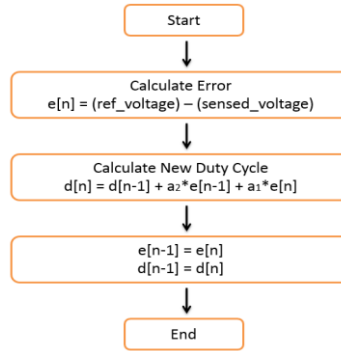 Start
Calculate Error
e[n] = (ref_voltage) – (sensed_voltage)
Calculate New Duty Cycle
d[n] = d[n-1] + a₂*e[n-1] + a₁*e[n]
e[n-1] = e[n]
d[n-1] = d[n]
End